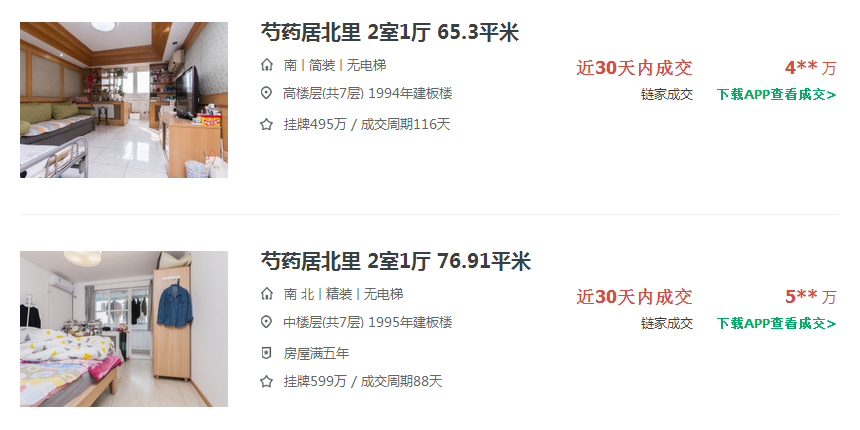 芍药居北里 2室1厅 65.3平米
南 | 简装 | 无电梯
近30天内成交
4** 万
高楼层(共7层) 1994年建板楼
链家成交
下载APP查看成交>
挂牌495万 / 成交周期116天
芍药居北里 2室1厅 76.91平米
南 北 | 精装 | 无电梯
近30天内成交
5** 万
中楼层(共7层) 1995年建板楼
链家成交
下载APP查看成交>
房屋满五年
挂牌599万 / 成交周期88天